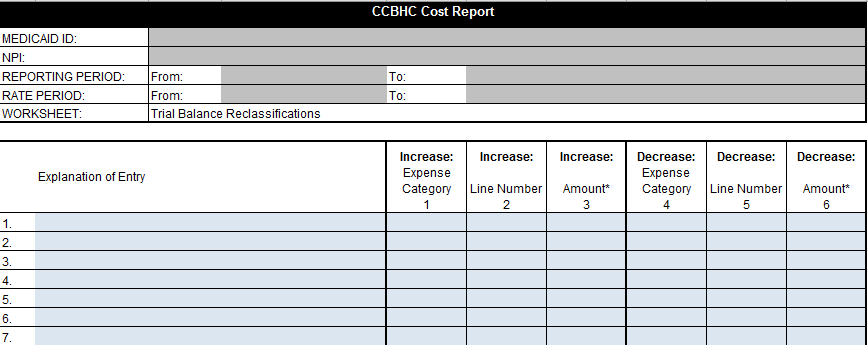 CCBHC Cost Report
MEDICAID ID:
NPI:
REPORTING PERIOD: From: To:
RATE PERIOD: From: To:
WORKSHEET: Trial Balance Reclassifications
Explanation of Entry
Increase: Expense Category 1
Increase: Line Number 2
Increase: Amount* 3
Decrease: Expense Category 4
Decrease: Line Number 5
Decrease: Amount* 6
1.
2.
3.
4.
5.
6.
7.